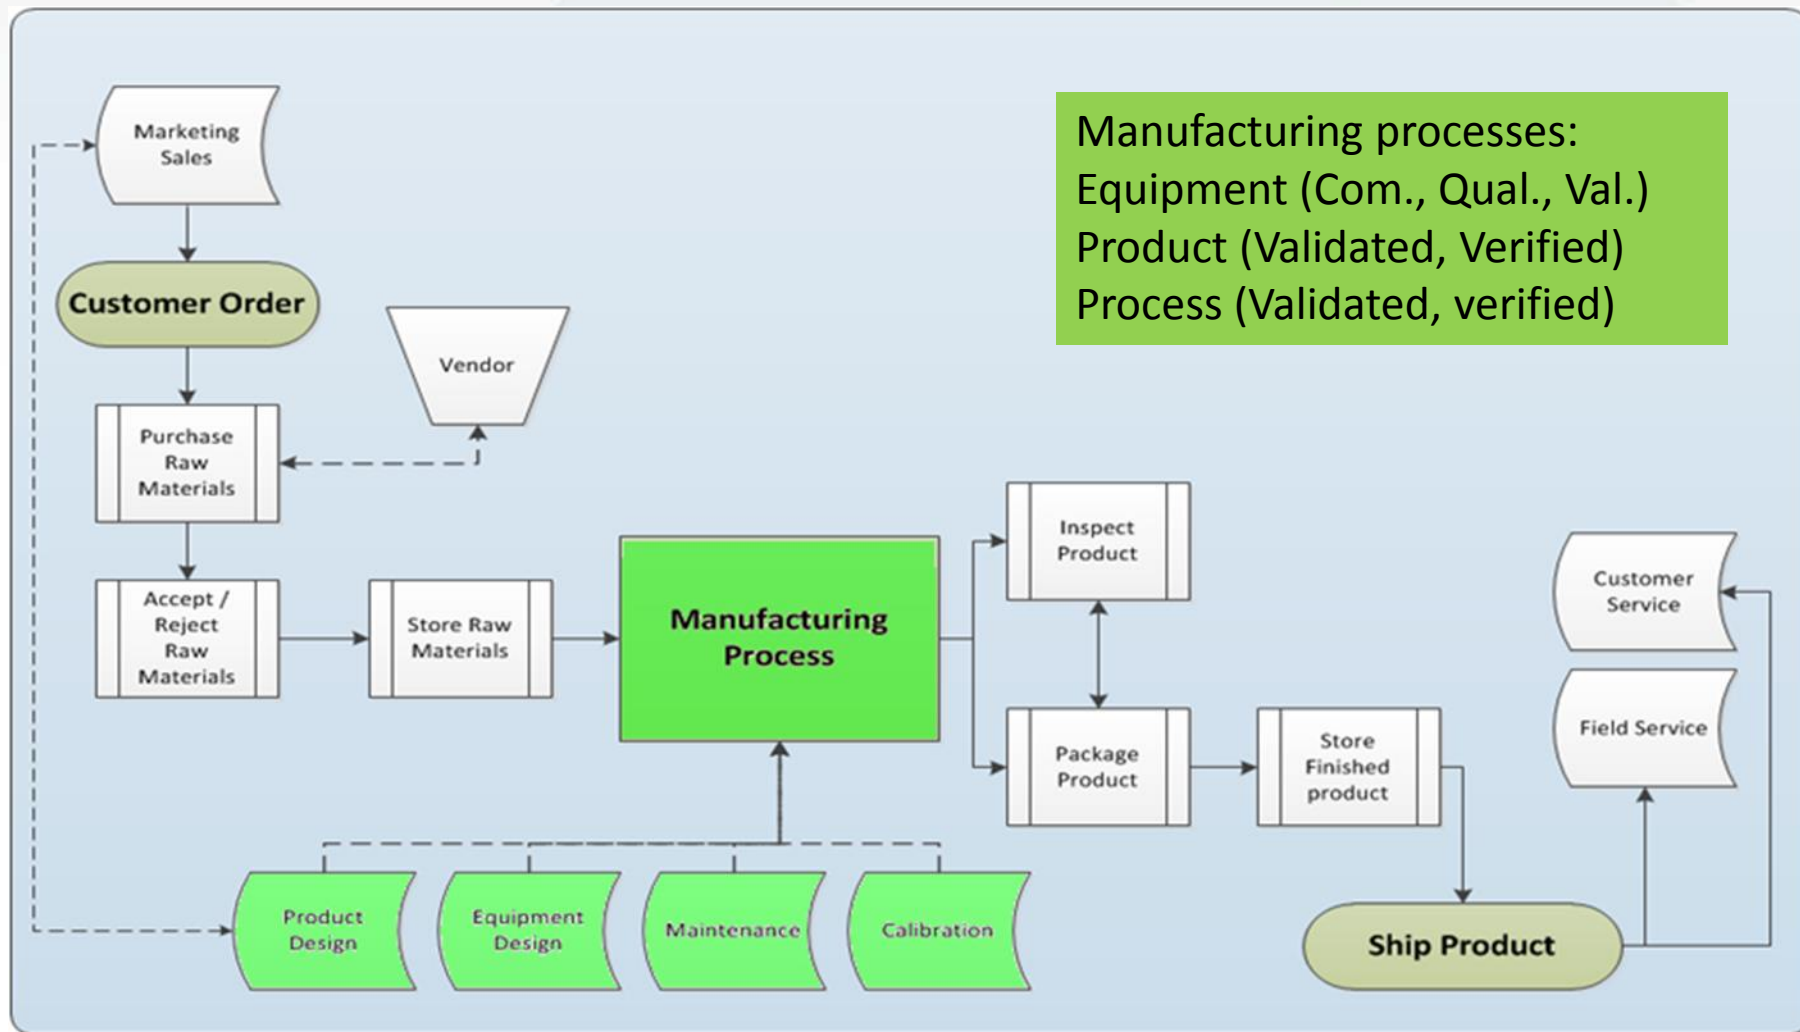 Marketing
Sales
Manufacturing processes:
Equipment (Com., Qual., Val.)
Product (Validated, Verified)
Process (Validated, verified)
Customer Order
Vendor
Purchase
Raw
Materials
Accept /
Reject
Raw
Materials
Store Raw
Materials
Manufacturing
Process
Inspect
Product
Package
Product
Store
Finished
product
Customer
Service
Field Service
Product
Design
Equipment
Design
Maintenance
Calibration
Ship Product